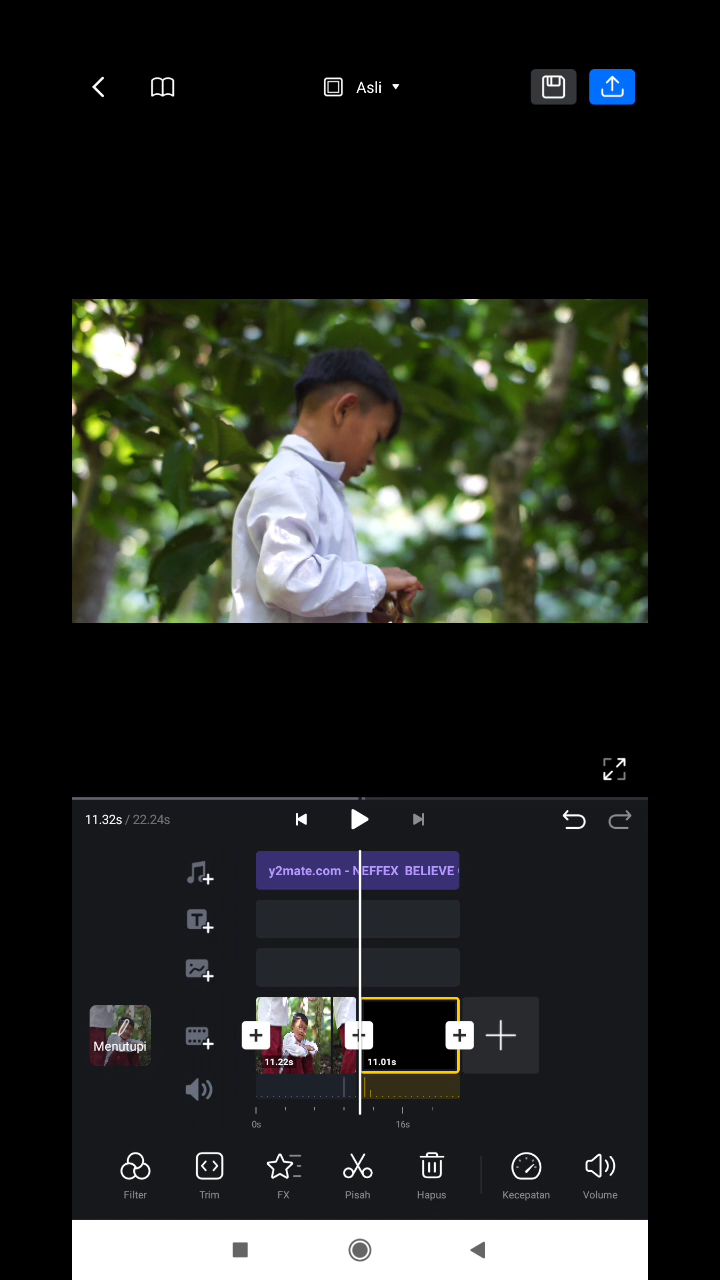 Asli
11.32s / 22.24s
y2mate.com - NEFFEX BELIEVE
Menutupi
11.22s
11.01s
0s
16s
Filter
Trim
FX
Pisah
Hapus
Kecepatan
Volume